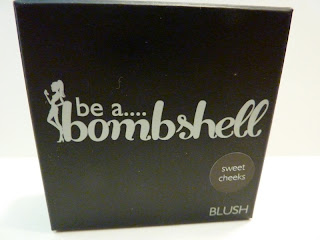 be a....
bombshell
sweet
cheeks
BLUSH